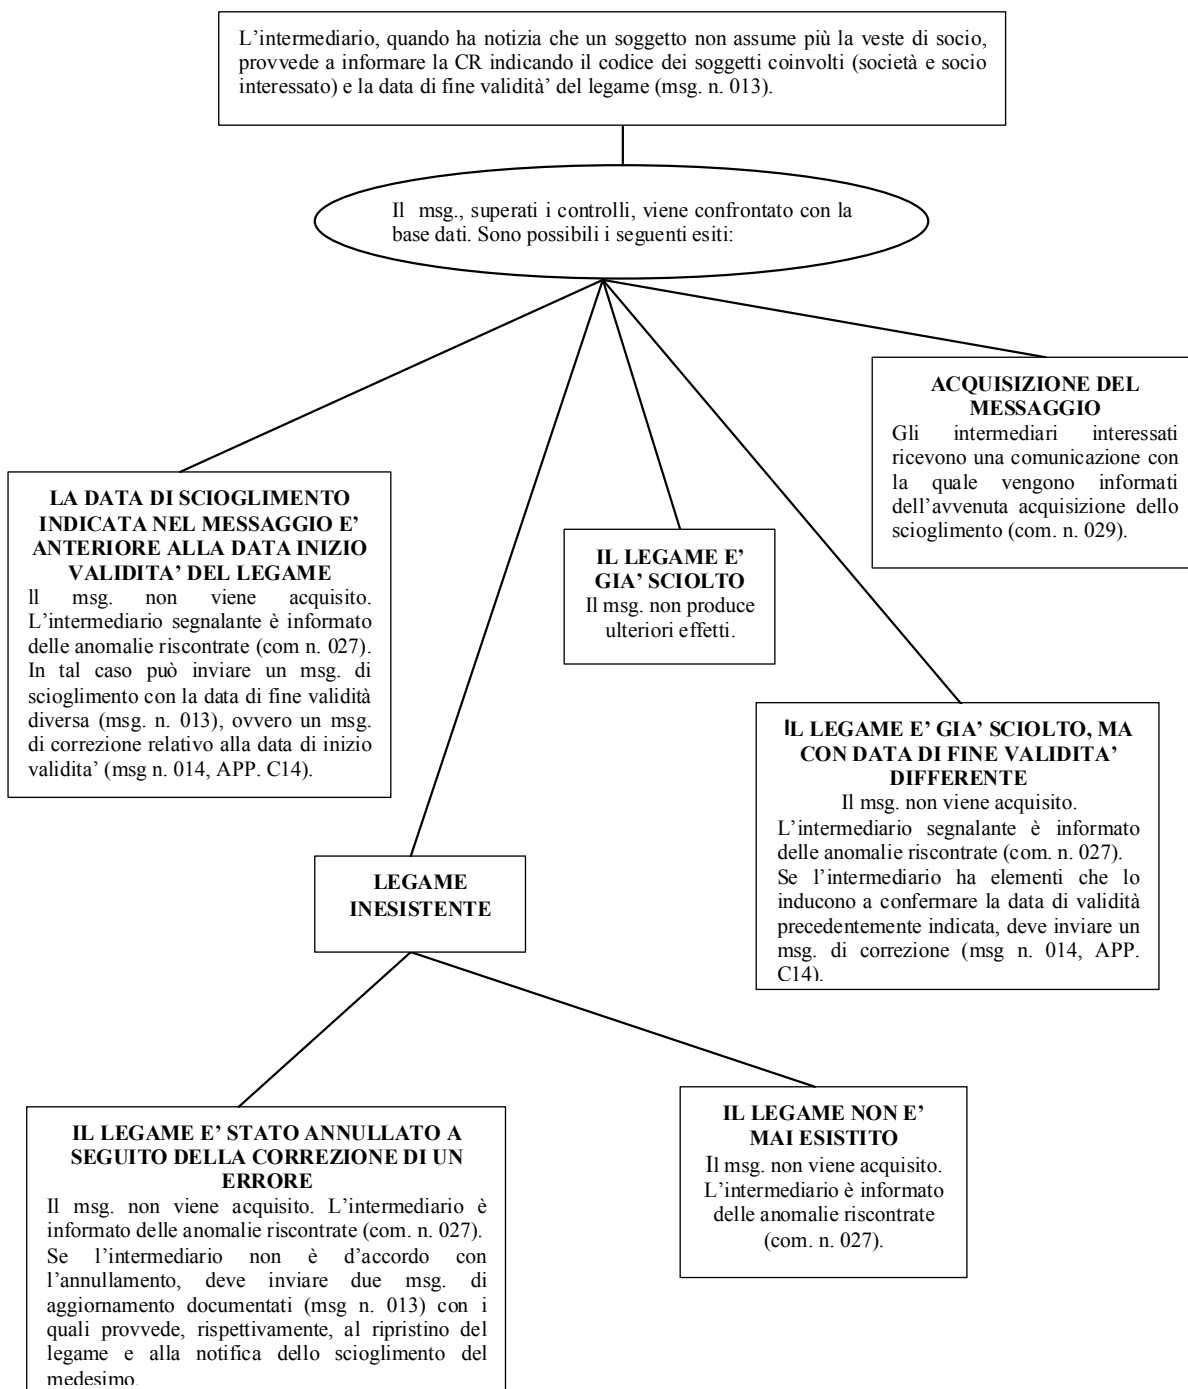 L’intermediario, quando ha notizia che un soggetto non assume più la veste di socio,
provvede a informare la CR indicando il codice dei soggetti coinvolti (società e socio
interessato) e la data di fine validità’ del legame (msg. n. 013).
Il msg., superati i controlli, viene confrontato con la
base dati. Sono possibili i seguenti esiti:
ACQUISIZIONE DEL
MESSAGGIO
Gli intermediari interessati
ricevono una comunicazione con
la quale vengono informati
dell’avvenuta acquisizione dello
scioglimento (com. n. 029).
LA DATA DI SCIOGLIMENTO
INDICATA NEL MESSAGGIO E’
ANTERIORE ALLA DATA INIZIO
VALIDITA’ DEL LEGAME
Il msg. non viene acquisito.
L’intermediario segnalante è informato
delle anomalie riscontrate (com n. 027).
In tal caso può inviare un msg. di
scioglimento con la data di fine validità
diversa (msg. n. 013), ovvero un msg.
di correzione relativo alla data di inizio
validita’ (msg n. 014, APP. C14).
IL LEGAME E’
GIA’ SCIOLTO
Il msg. non produce
ulteriori effetti.
IL LEGAME E’ GIA’ SCIOLTO, MA
CON DATA DI FINE VALIDITA’
DIFFERENTE
Il msg. non viene acquisito.
L’intermediario segnalante è informato
delle anomalie riscontrate (com. n. 027).
Se l’intermediario ha elementi che lo
inducono a confermare la data di validità
precedentemente indicata, deve inviare un
msg. di correzione (msg n. 014, APP.
C14).
LEGAME
INESISTENTE
IL LEGAME E’ STATO ANNULLATO A
SEGUITO DELLA CORREZIONE DI UN
ERRORE
Il msg. non viene acquisito. L’intermediario è
informato delle anomalie riscontrate (com. n. 027).
Se l’intermediario non è d’accordo con
l’annullamento, deve inviare due msg. di
aggiornamento documentati (msg n. 013) con i
quali provvede, rispettivamente, al ripristino del
legame e alla notifica dello scioglimento del
medesimo.
IL LEGAME NON E’
MAI ESISTITO
Il msg. non viene acquisito.
L’intermediario è informato
delle anomalie riscontrate
(com. n. 027).